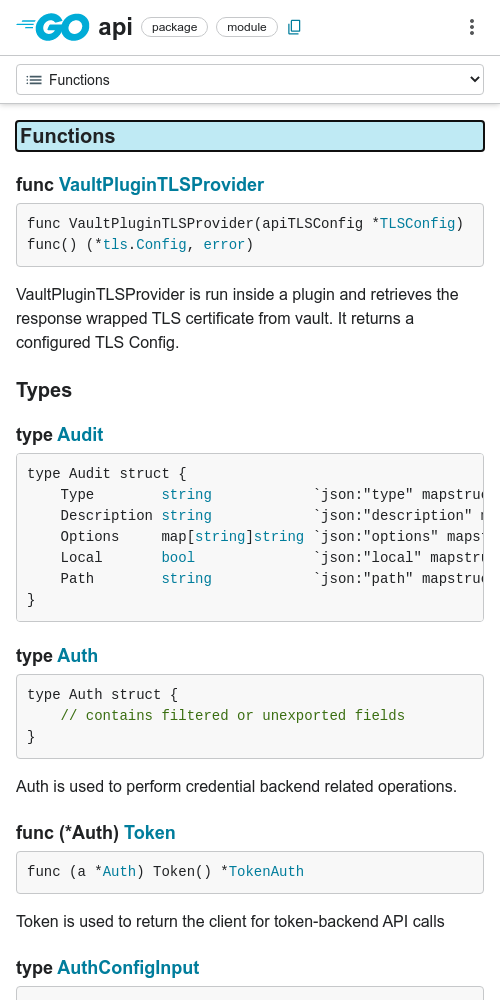 GO api package module
Functions
Functions
func VaultPluginTLSProvider
func VaultPluginTLSProvider(apiTLSConfig *TLSConfig)
func() (*tls.Config, error)
VaultPluginTLSProvider is run inside a plugin and retrieves the
response wrapped TLS certificate from vault. It returns a
configured TLS Config.
Types
type Audit
type Audit struct {
    Type        string            `json:"type" mapstruc
    Description string            `json:"description" m
    Options     map[string]string `json:"options" mapst
    Local       bool              `json:"local" mapstru
    Path        string            `json:"path" mapstruc
}
type Auth
type Auth struct {
    // contains filtered or unexported fields
}
Auth is used to perform credential backend related operations.
func (*Auth) Token
func (a *Auth) Token() *TokenAuth
Token is used to return the client for token-backend API calls
type AuthConfigInput